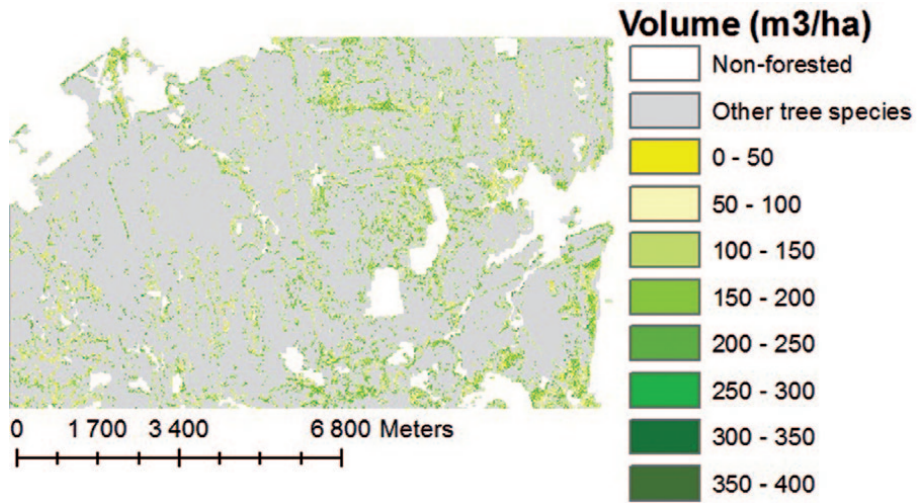 Volume (m3/ha)
Non-forested
Other tree species
0 - 50
50 - 100
100 - 150
150 - 200
200 - 250
250 - 300
300 - 350
350 - 400
0 1 700 3 400 6 800 Meters